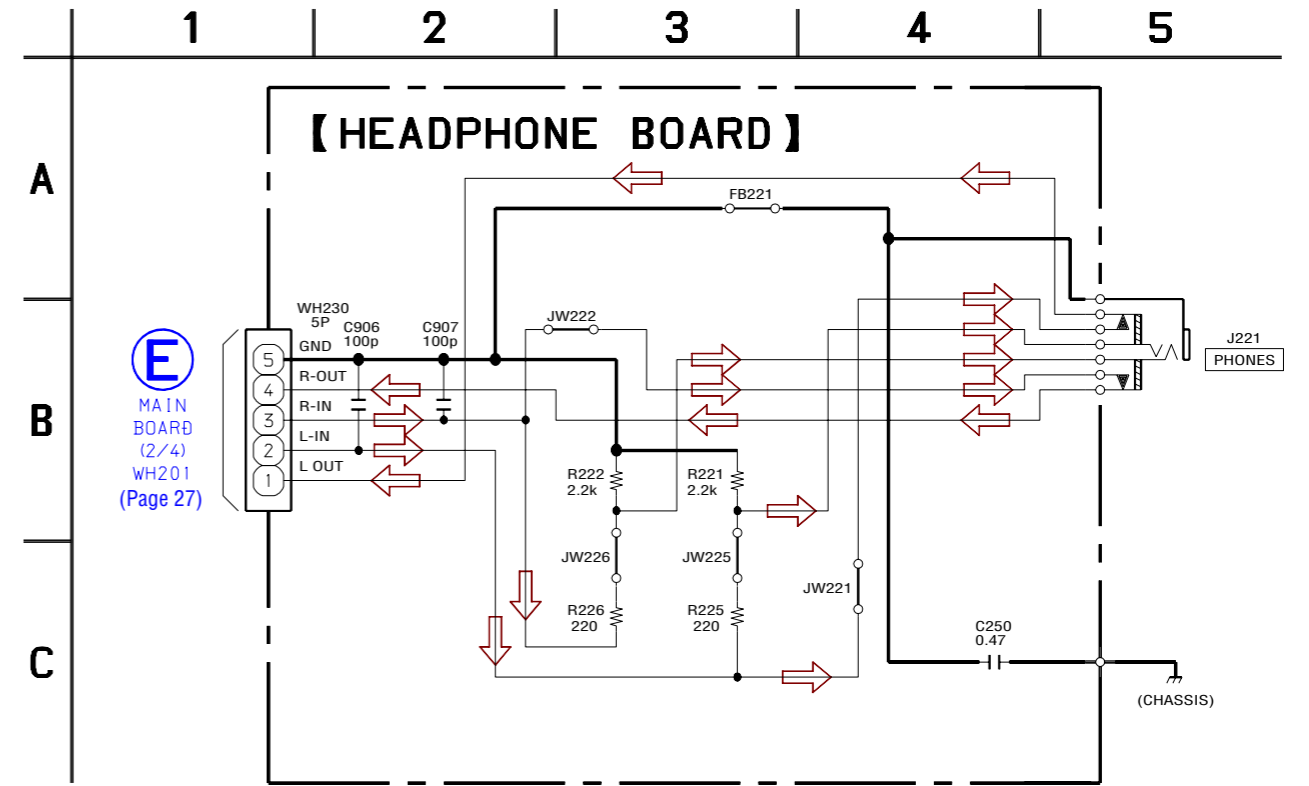 1 2 3 4 5
A
B
C
【HEADPHONE BOARD】
FB221
WH230
5P
C906
100p
C907
100p
JW222
GND
R-OUT
R-IN
L-IN
L OUT
5
4
3
2
1
E
MAIN
BOARD
(2/4)
WH201
(Page 27)
J221
PHONES
R222
2.2k
R221
2.2k
JW226
JW225
JW221
R226
220
R225
220
C250
0.47
(CHASSIS)